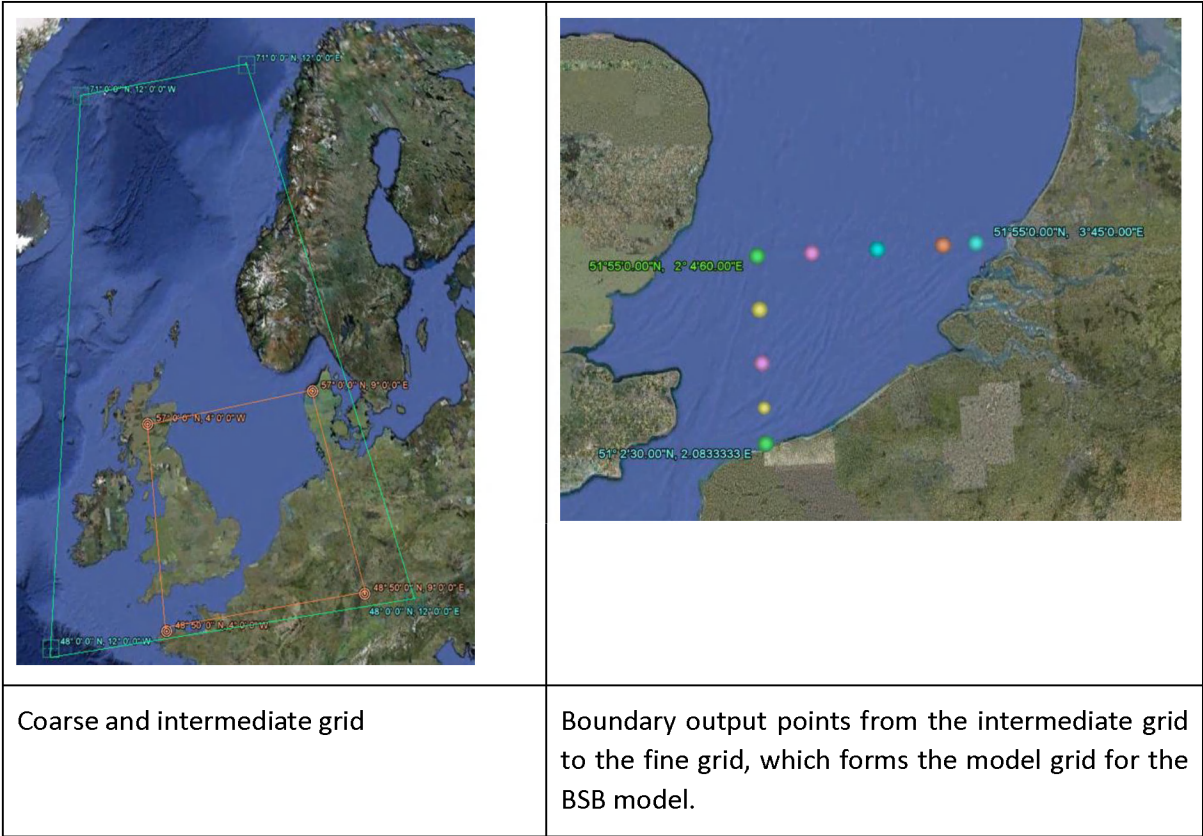 71° 0' 0" N, 12° 0' 0" E
71° 0' 0" N, 12° 0' 0" W
57° 0' 0" N, 9° 0' 0" E
57° 0' 0" N, 4° 0' 0" W
48° 50' 0" N, 9° 0' 0" E
48° 0' 0" N, 12° 0' 0" E
48° 50' 0" N, 4° 0' 0" W
48° 0' 0" N, 12° 0' 0" W
51°55'0.00"N, 3°45'0.00"E
51°55'0.00"N, 2° 4'60.00"E
51° 2'30.00"N, 2.0833333 E
Coarse and intermediate grid
Boundary output points from the intermediate grid
to the fine grid, which forms the model grid for the
BSB model.